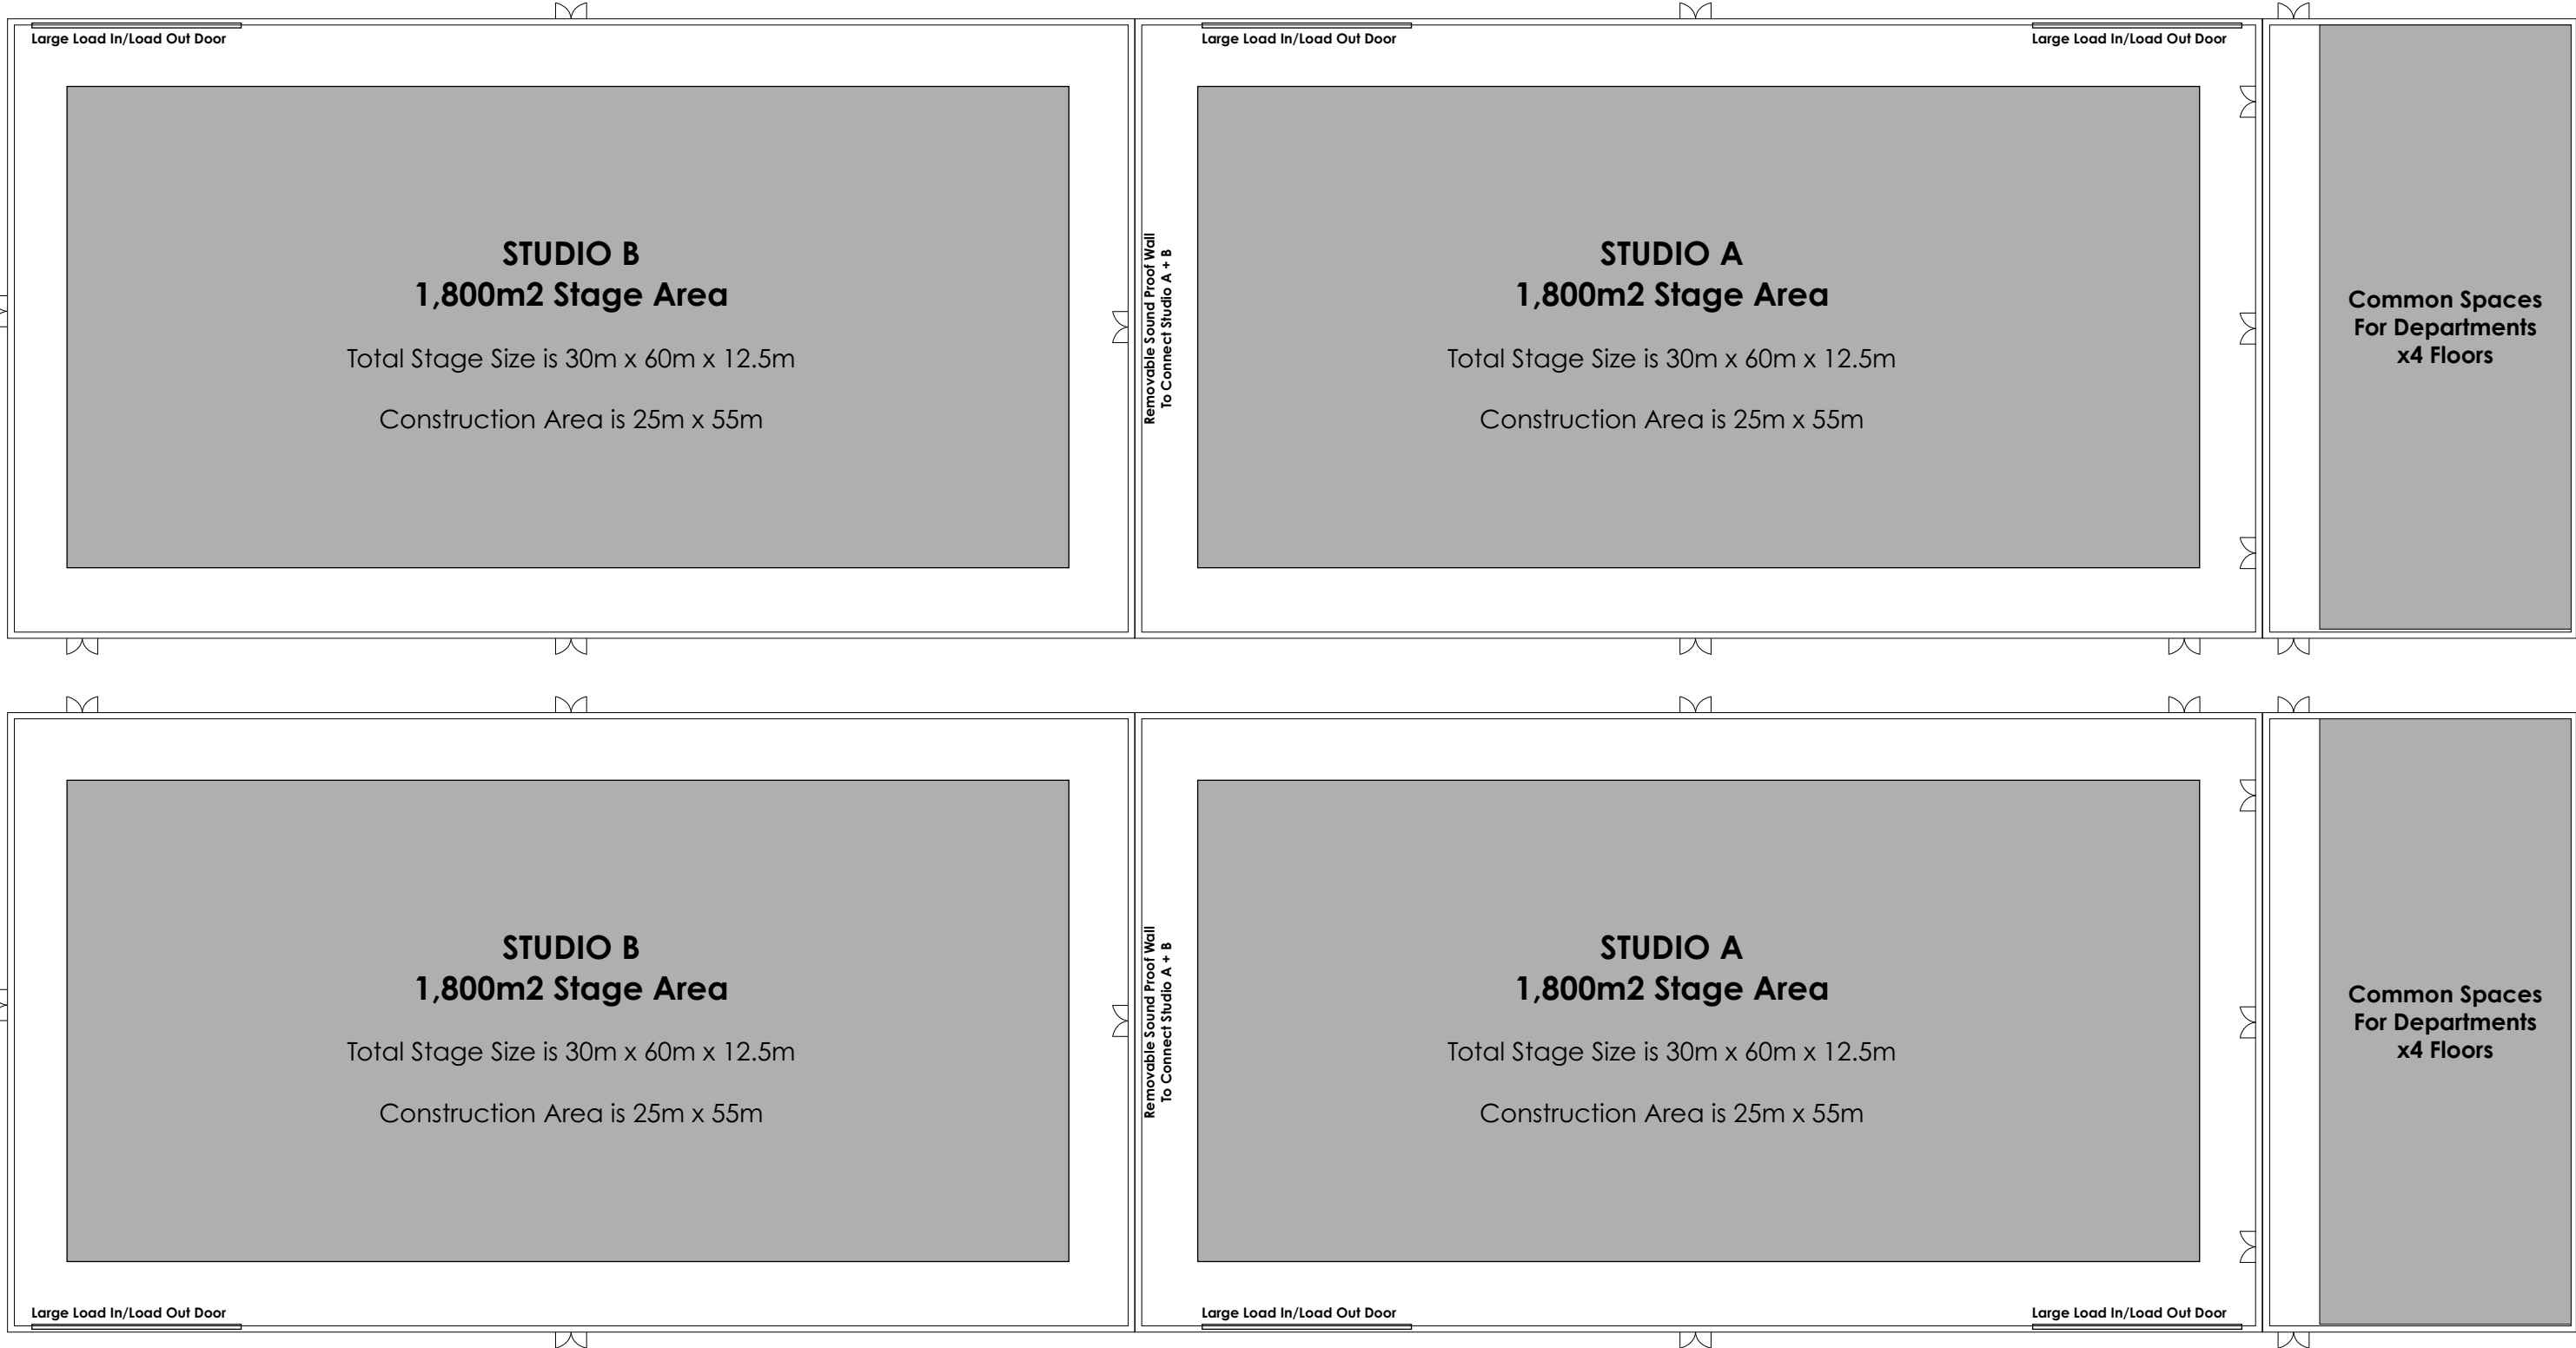 Large Load In/Load Out Door
Large Load In/Load Out Door
Large Load In/Load Out Door
STUDIO B
1,800m2 Stage Area
Total Stage Size is 30m x 60m x 12.5m
Construction Area is 25m x 55m
Removable Sound Proof Wall
To Connect Studio A + B
STUDIO A
1,800m2 Stage Area
Total Stage Size is 30m x 60m x 12.5m
Construction Area is 25m x 55m
Common Spaces
For Departments
x4 Floors
STUDIO B
1,800m2 Stage Area
Total Stage Size is 30m x 60m x 12.5m
Construction Area is 25m x 55m
Removable Sound Proof Wall
To Connect Studio A + B
STUDIO A
1,800m2 Stage Area
Total Stage Size is 30m x 60m x 12.5m
Construction Area is 25m x 55m
Common Spaces
For Departments
x4 Floors
Large Load In/Load Out Door
Large Load In/Load Out Door
Large Load In/Load Out Door